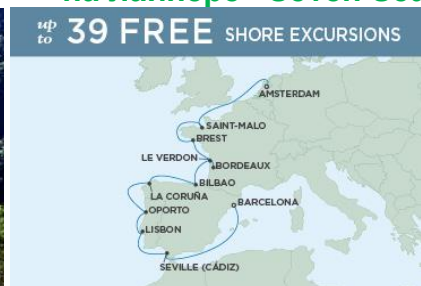 up to 39 FREE SHORE EXCURSIONS
AMSTERDAM
SAINT-MALO
BREST
LE VERDON
BORDEAUX
BILBAO
LA CORUÑA
BARCELONA
OPORTO
LISBON
SEVILLE (CÁDIZ)